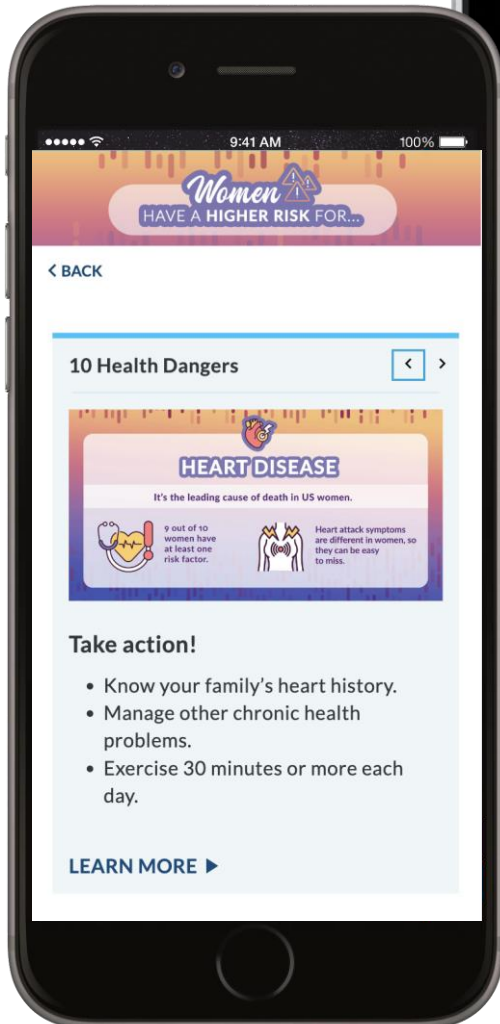 9:41 AM
100%
Women
HAVE A HIGHER RISK FOR...
< BACK
10 Health Dangers
< >
HEART DISEASE
It's the leading cause of death in US women.
9 out of 10
women have
at least one
risk factor.
Heart attack symptoms
are different in women, so
they can be easy
to miss.
Take action!
• Know your family's heart history.
• Manage other chronic health
problems.
• Exercise 30 minutes or more each
day.
LEARN MORE ▶